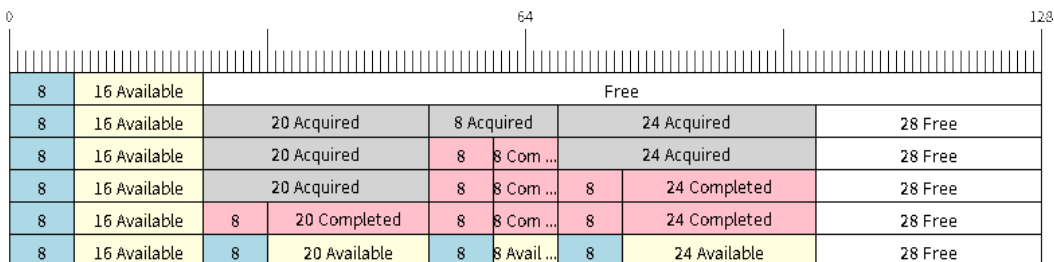 0 64 128
8 16 Available Free
8 16 Available 20 Acquired 8 Acquired 24 Acquired 28 Free
8 16 Available 20 Acquired 8 8 Com ... 24 Acquired 28 Free
8 16 Available 20 Acquired 8 8 Com ... 8 24 Completed 28 Free
8 16 Available 8 20 Completed 8 8 Com ... 8 24 Completed 28 Free
8 16 Available 8 20 Available 8 8 Avail ... 8 24 Available 28 Free